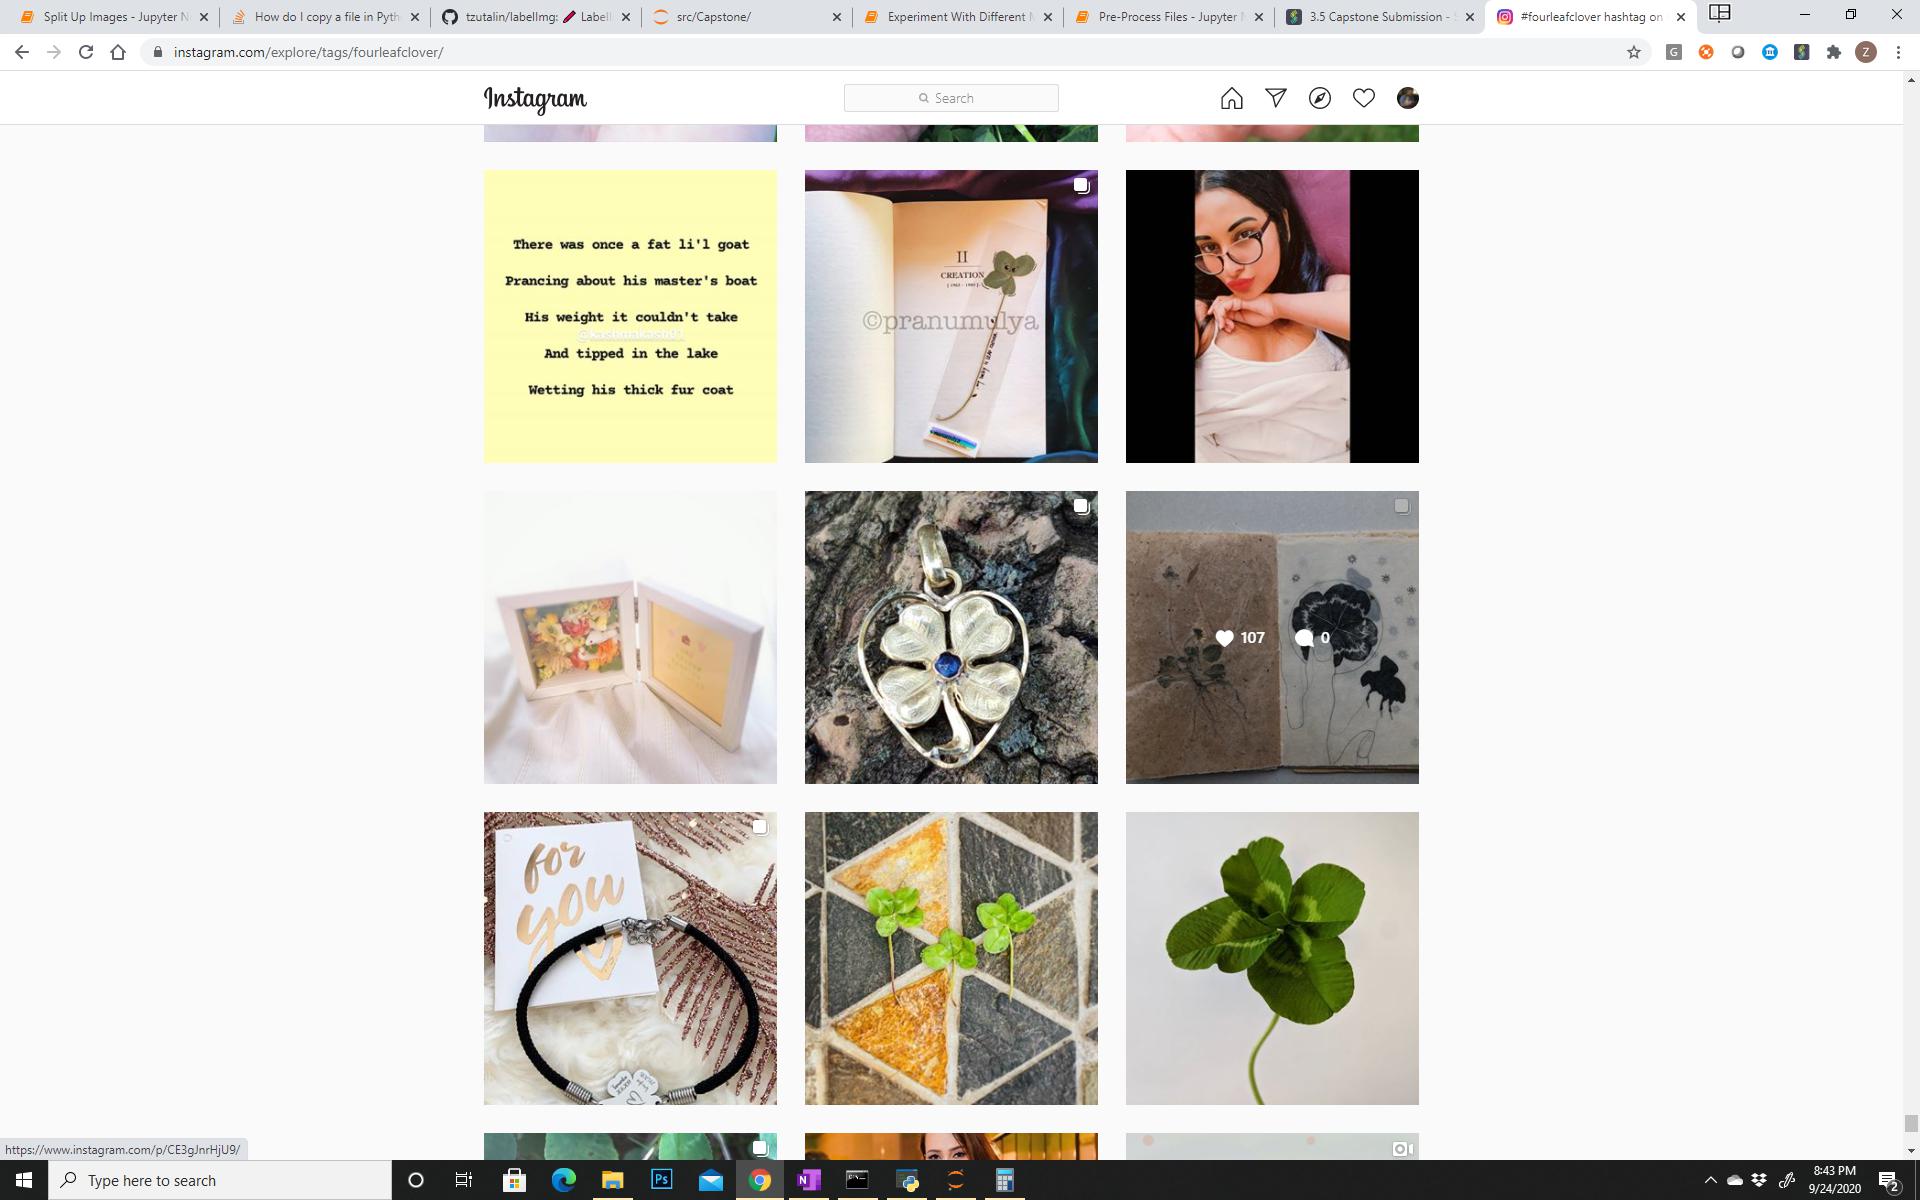 Split Up Images - Jupyter N
How do I copy a file in Pyth
tzutalin/labelImg: Label
src/Capstone/
Experiment With Different M
Pre-Process Files - Jupyter N
3.5 Capstone Submission - S
#fourleafclover hashtag on
instagram.com/explore/tags/fourleafclover/
G
Z
Instagram
Search
There was once a fat li'l goat
Prancing about his master's boat
His weight it couldn't take
And tipped in the lake
Wetting his thick fur coat
II
CREATION
©pranumulya
107 0
for
you
https://www.instagram.com/p/CE3gJnrHjU9/
Type here to search
Ps
N
8:43 PM
9/24/2020
2